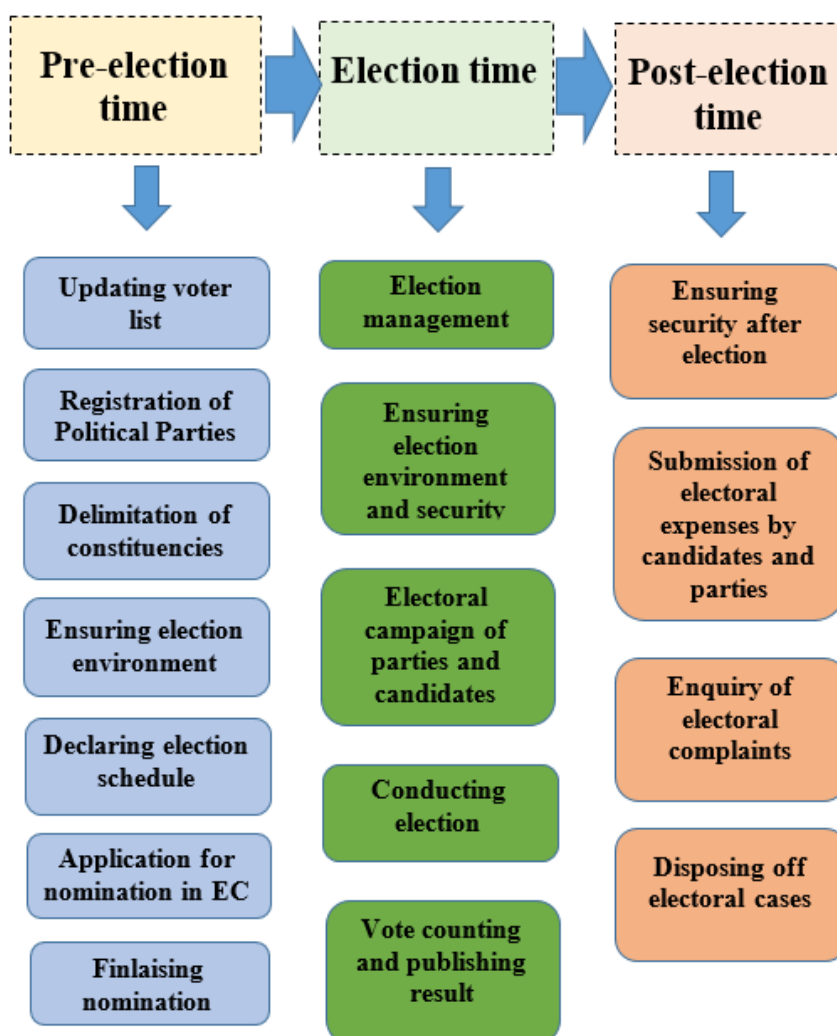 Pre-election
time
Election time
Post-election
time
Updating voter
list
Registration of
Political Parties
Delimitation of
constituencies
Ensuring election
environment
Declaring election
schedule
Application for
nomination in EC
Finlaising
nomination
Election
management
Ensuring
election
environment
and security
Electoral
campaign of
parties and
candidates
Conducting
election
Vote counting
and publishing
result
Ensuring
security after
election
Submission of
electoral
expenses by
candidates and
parties
Enquiry of
electoral
complaints
Disposing off
electoral cases